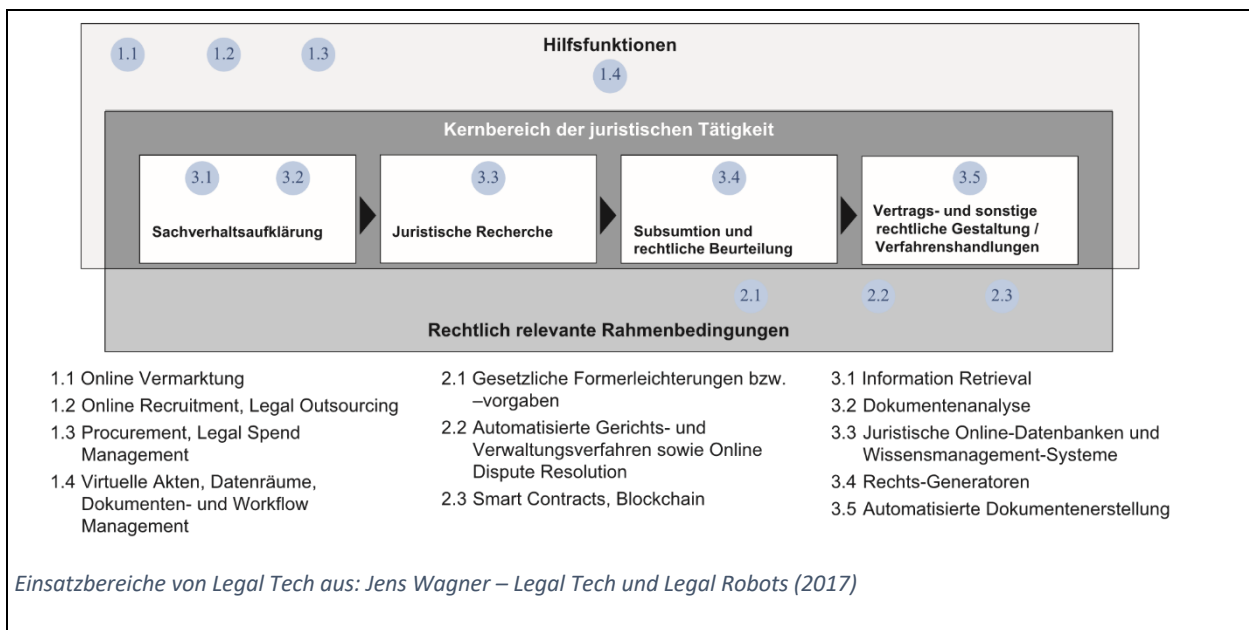 Hilfsfunktionen
1.1
1.2
1.3
1.4
Kernbereich der juristischen Tätigkeit
3.1
3.2
3.3
3.4
3.5
Sachverhaltsaufklärung
Juristische Recherche
Subsumtion und
rechtliche Beurteilung
Vertrags- und sonstige
rechtliche Gestaltung /
Verfahrenshandlungen
2.1
2.2
2.3
Rechtlich relevante Rahmenbedingungen
1.1 Online Vermarktung
1.2 Online Recruitment, Legal Outsourcing
1.3 Procurement, Legal Spend
Management
1.4 Virtuelle Akten, Datenräume,
Dokumenten- und Workflow
Management
2.1 Gesetzliche Formerleichterungen bzw.
–vorgaben
2.2 Automatisierte Gerichts- und
Verwaltungsverfahren sowie Online
Dispute Resolution
2.3 Smart Contracts, Blockchain
3.1 Information Retrieval
3.2 Dokumentenanalyse
3.3 Juristische Online-Datenbanken und
Wissensmanagement-Systeme
3.4 Rechts-Generatoren
3.5 Automatisierte Dokumentenerstellung
Einsatzbereiche von Legal Tech aus: Jens Wagner – Legal Tech und Legal Robots (2017)